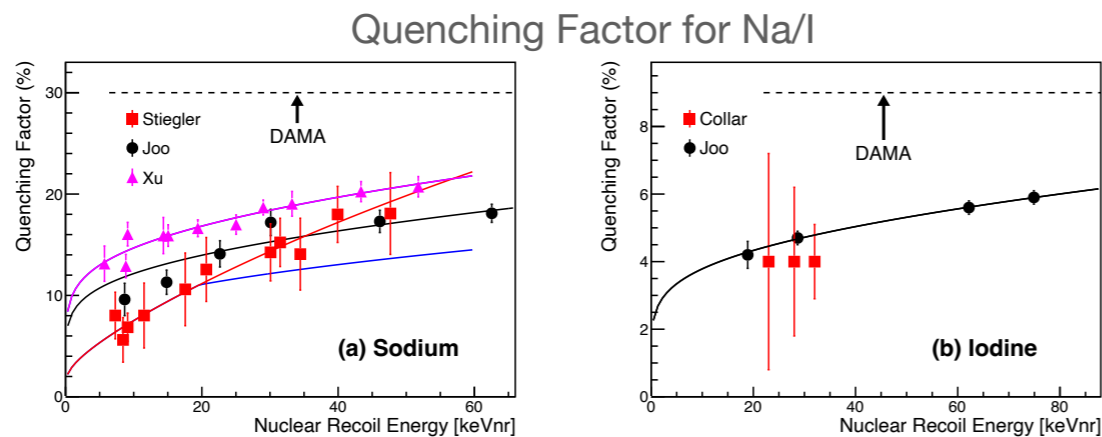 Quenching Factor for Na/I
Quenching Factor (%)
30
20
10
0
0
20
40
60
Stiegler
Joo
Xu
DAMA
(a) Sodium
Nuclear Recoil Energy [keVnr]
Quenching Factor (%)
8
6
4
2
0
0
20
40
60
80
Collar
Joo
DAMA
(b) Iodine
Nuclear Recoil Energy [keVnr]